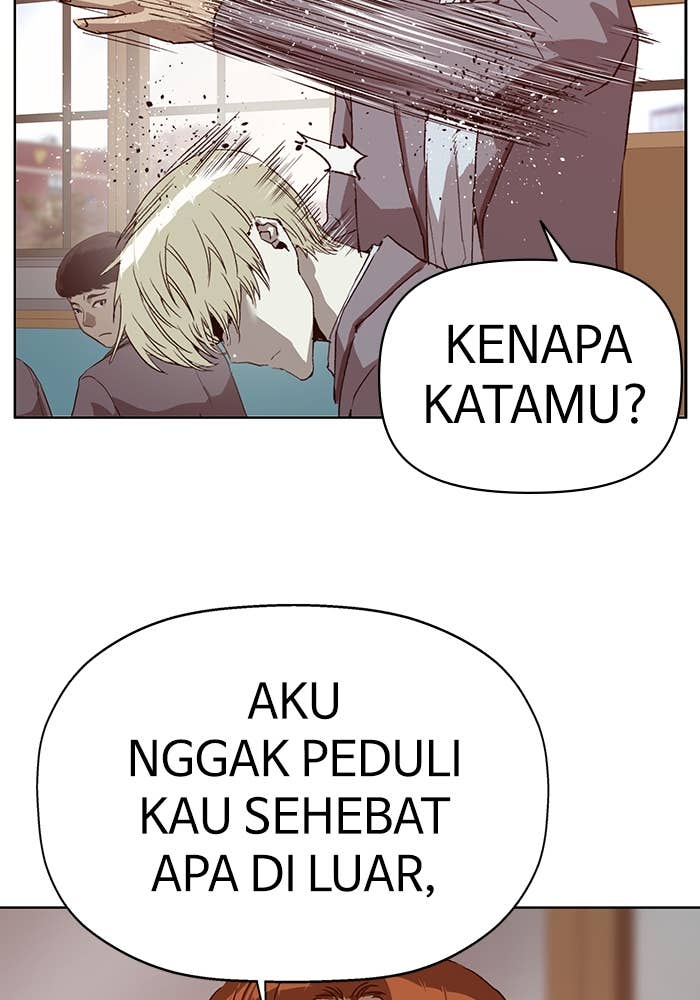 KENAPA
KATAMU?
AKU
NGGAK PEDULI
KAU SEHEBAT
APA DI LUAR,